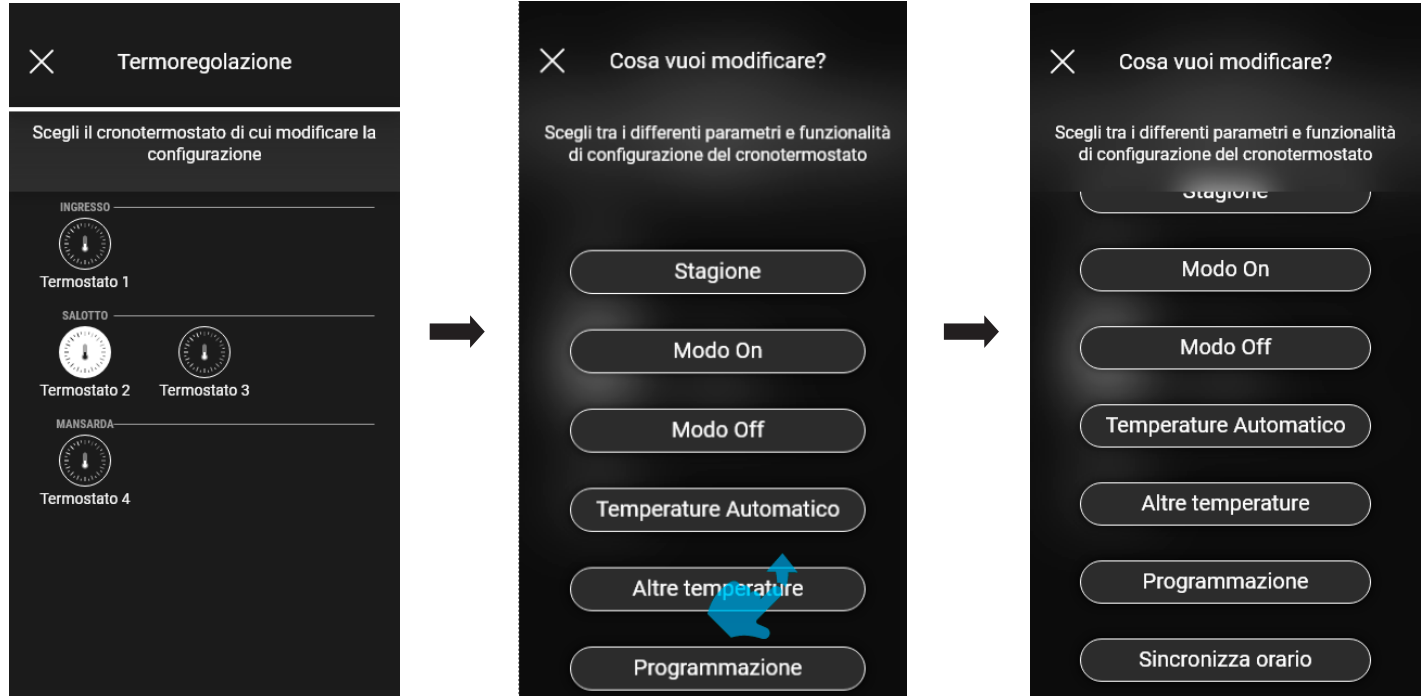 Termoregolazione
Scegli il cronotermostato di cui modificare la
configurazione
INGRESSO
Termostato 1
SALOTTO
Termostato 2
Termostato 3
MANSARDA
Termostato 4
Cosa vuoi modificare?
Scegli tra i differenti parametri e funzionalità
di configurazione del cronotermostato
Stagione
Modo On
Modo Off
Temperature Automatico
Altre temperature
Programmazione
Cosa vuoi modificare?
Scegli tra i differenti parametri e funzionalità
di configurazione del cronotermostato
Stagione
Modo On
Modo Off
Temperature Automatico
Altre temperature
Programmazione
Sincronizza orario